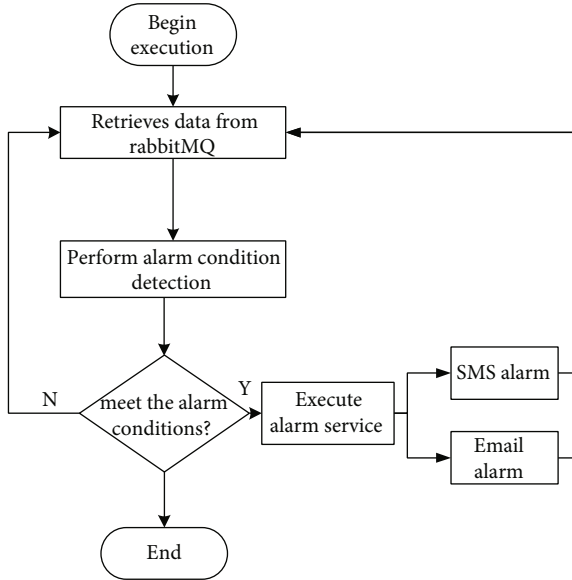 Begin
execution
Retrieves data from
rabbitMQ
Perform alarm condition
detection
N
meet the alarm
conditions?
Y
Execute
alarm service
SMS alarm
Email
alarm
End